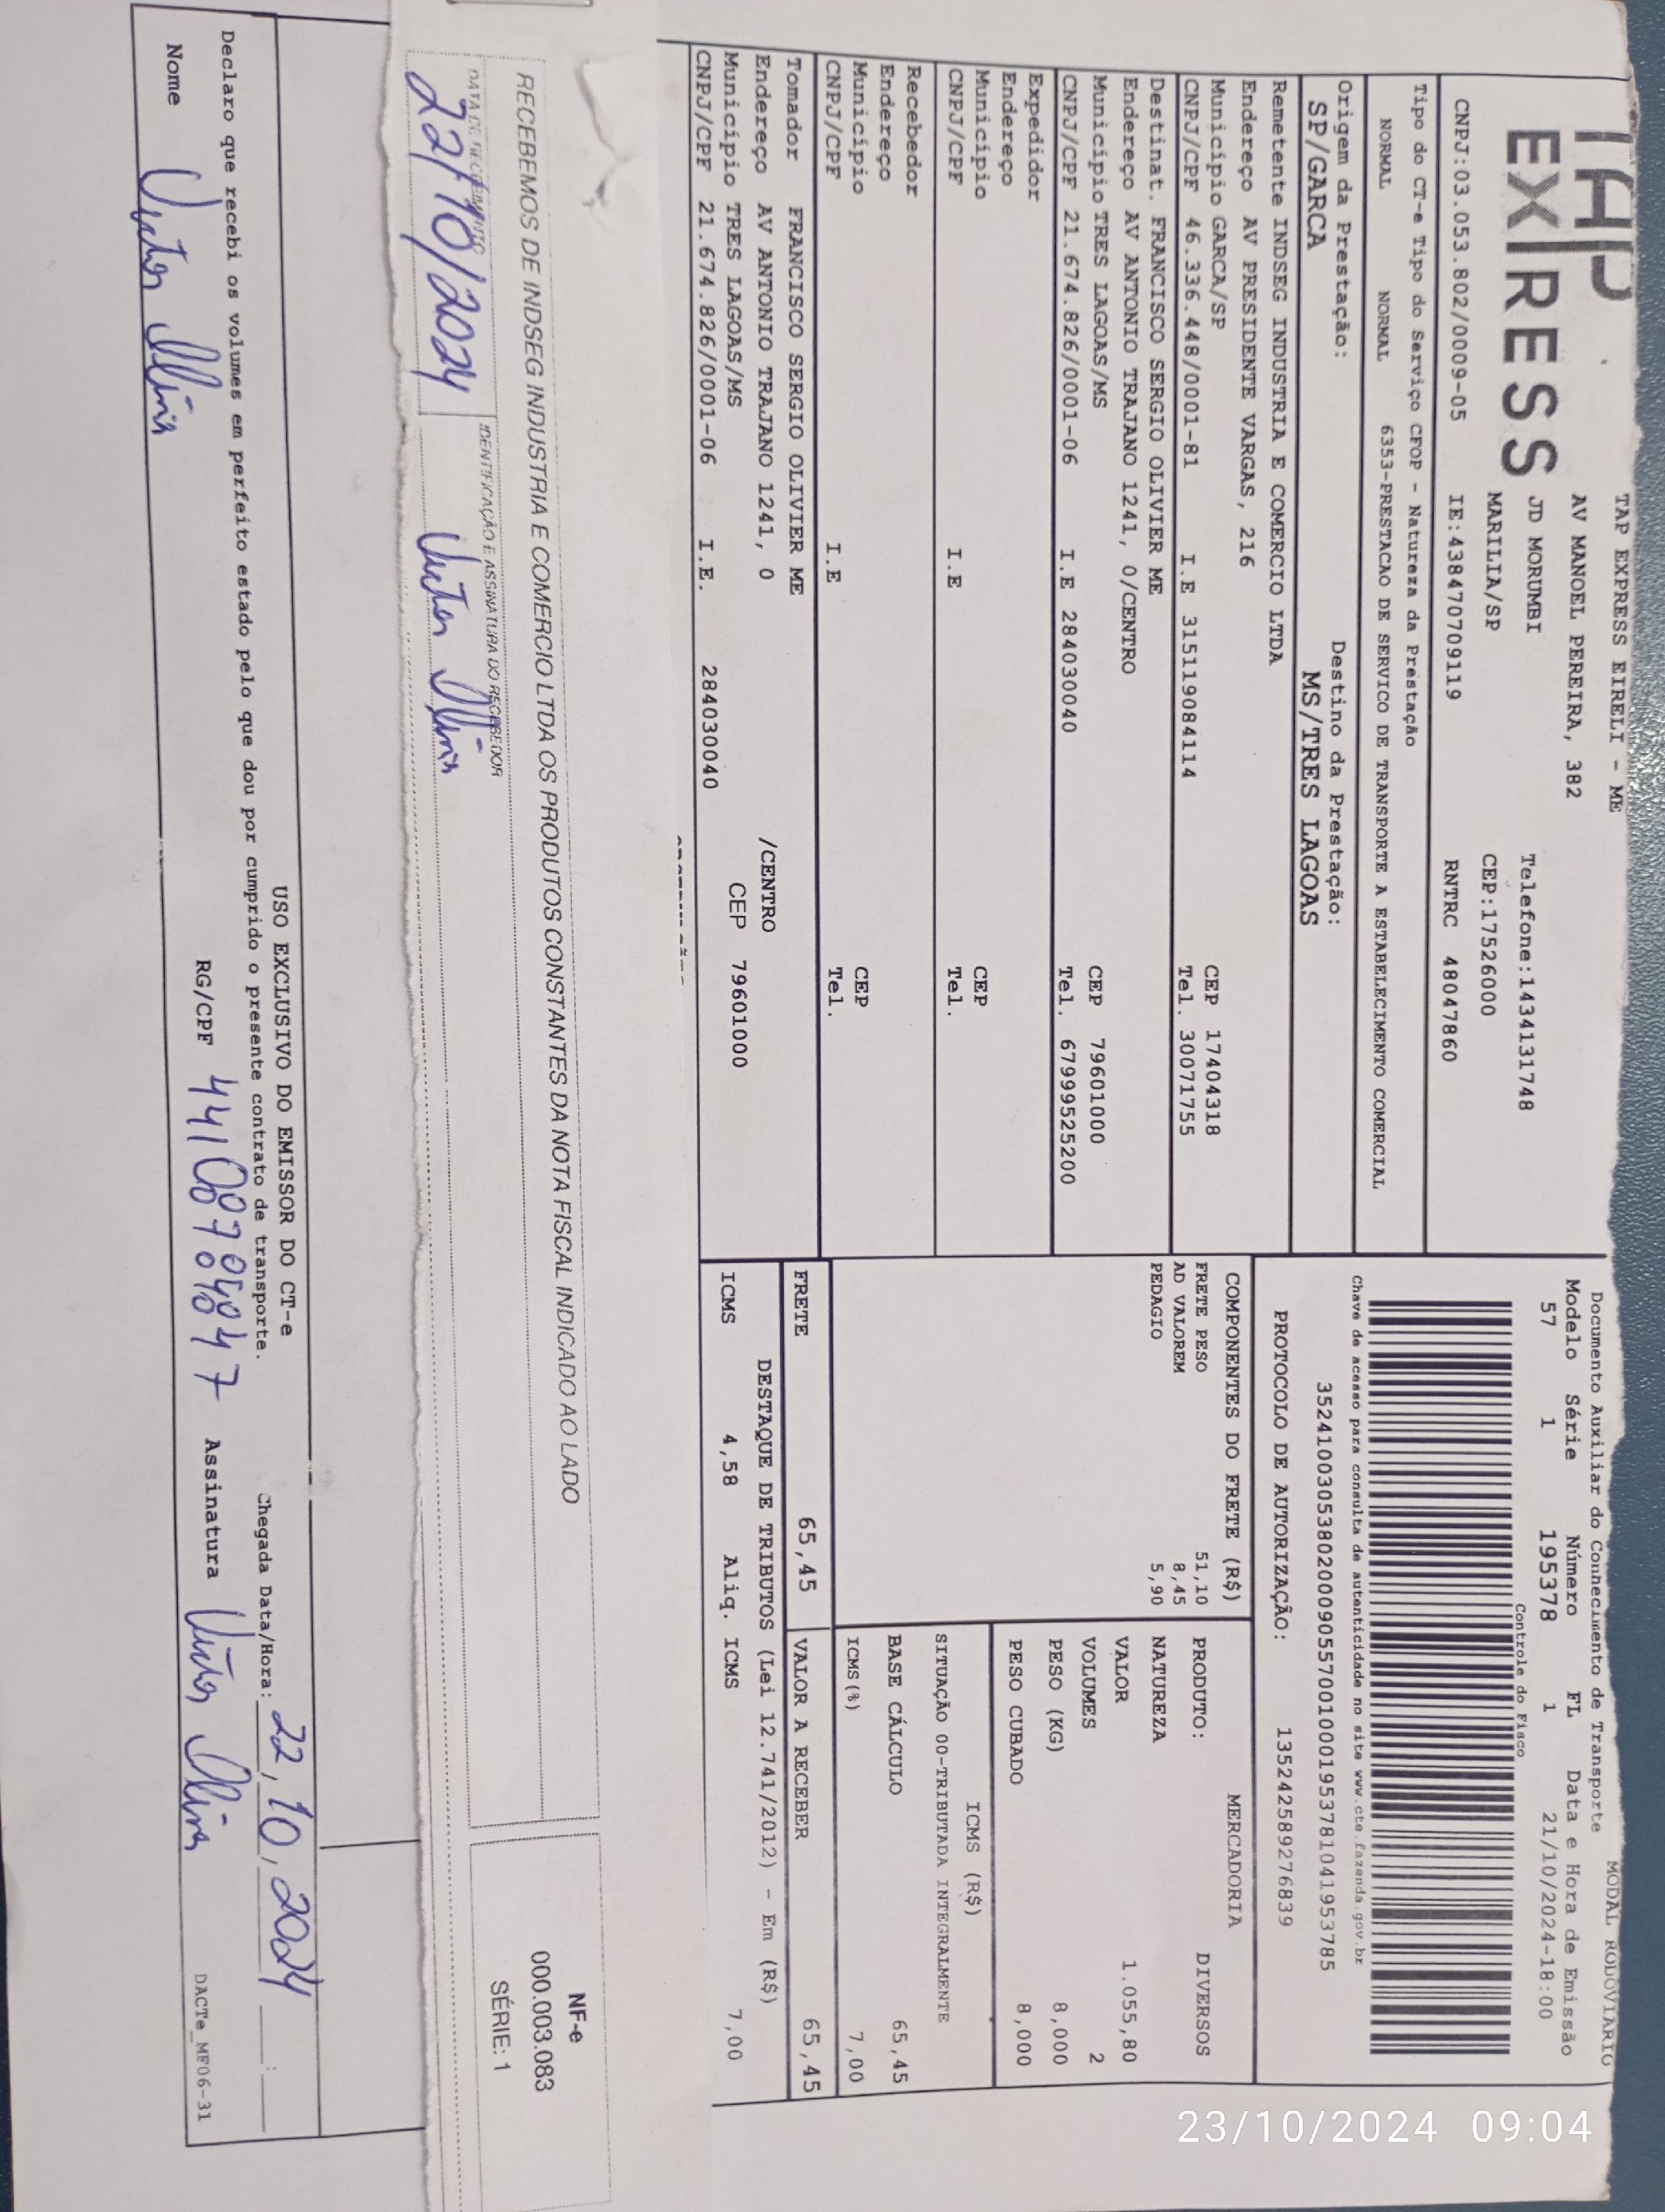 TAP
EXPRESS
TAP EXPRESS EIRELI - ME
AV MANOEL PEREIRA, 382
JD MORUMBI Telefone:1434131748
MARILIA/SP CEP:17526000
CNPJ:03.053.802/0009-05 IE:438470709119 RNTRC 48047860
MODAL RODOVIARIO
Documento Auxiliar do Conhecimento de Transporte
Modelo Série Número FL Data e Hora de Emissão
57 1 195378 1 21/10/2024-18:00
Controle do Fisco
Chave de acesso para consulta de autenticidade no site www.cte.fazenda.gov.br
35241003053802000905570010001953781041953785
PROTOCOLO DE AUTORIZAÇÃO: 135242589276839
Tipo do CT-e Tipo do Serviço CFOP - Natureza da Prestação
NORMAL NORMAL 6353-PRESTACAO DE SERVICO DE TRANSPORTE A ESTABELECIMENTO COMERCIAL
Origem da Prestação: Destino da Prestação:
SP/GARCA MS/TRES LAGOAS
Remetente INDSEG INDUSTRIA E COMERCIO LTDA
Endereço AV PRESIDENTE VARGAS, 216
Município GARCA/SP CEP 17404318
CNPJ/CPF 46.336.448/0001-81 I.E 315119084114 Tel. 30071755
Destinat. FRANCISCO SERGIO OLIVIER ME
Endereço AV ANTONIO TRAJANO 1241, 0/CENTRO
Município TRES LAGOAS/MS CEP 79601000
CNPJ/CPF 21.674.826/0001-06 I.E 284030040 Tel. 67999525200
Expedidor
Endereço
Município CEP
CNPJ/CPF I.E Tel.
Recebedor
Endereço
Município CEP
CNPJ/CPF I.E Tel.
Tomador FRANCISCO SERGIO OLIVIER ME
Endereço AV ANTONIO TRAJANO 1241, 0 /CENTRO
Município TRES LAGOAS/MS CEP 79601000
CNPJ/CPF 21.674.826/0001-06 I.E. 284030040
COMPONENTES DO FRETE (R$)
FRETE PESO 51,10
AD VALOREM 8,45
PEDAGIO 5,90
MERCADORIA
PRODUTO: DIVERSOS
NATUREZA
VALOR 1.055,80
VOLUMES 2
PESO (KG) 8,000
PESO CUBADO 8,000
ICMS (R$)
SITUAÇÃO 00-TRIBUTADA INTEGRALMENTE
BASE CÁLCULO 65,45
ICMS(%) 7,00
FRETE 65,45 VALOR A RECEBER 65,45
DESTAQUE DE TRIBUTOS (Lei 12.741/2012) - Em (R$)
ICMS 4,58 Aliq. ICMS 7,00
RECEBEMOS DE INDSEG INDUSTRIA E COMERCIO LTDA OS PRODUTOS CONSTANTES DA NOTA FISCAL INDICADO AO LADO
DATA DE RECEBIMENTO IDENTIFICAÇÃO E ASSINATURA DO RECEBEDOR
22/10/2024
NF-e
000.003.083
SÉRIE: 1
USO EXCLUSIVO DO EMISSOR DO CT-e
Declaro que recebi os volumes em perfeito estado pelo que dou por cumprido o presente contrato de transporte.
Chegada Data/Hora: 22,10,2024 :
Nome RG/CPF Assinatura
DACTe_MF06-31
23/10/2024 09:04